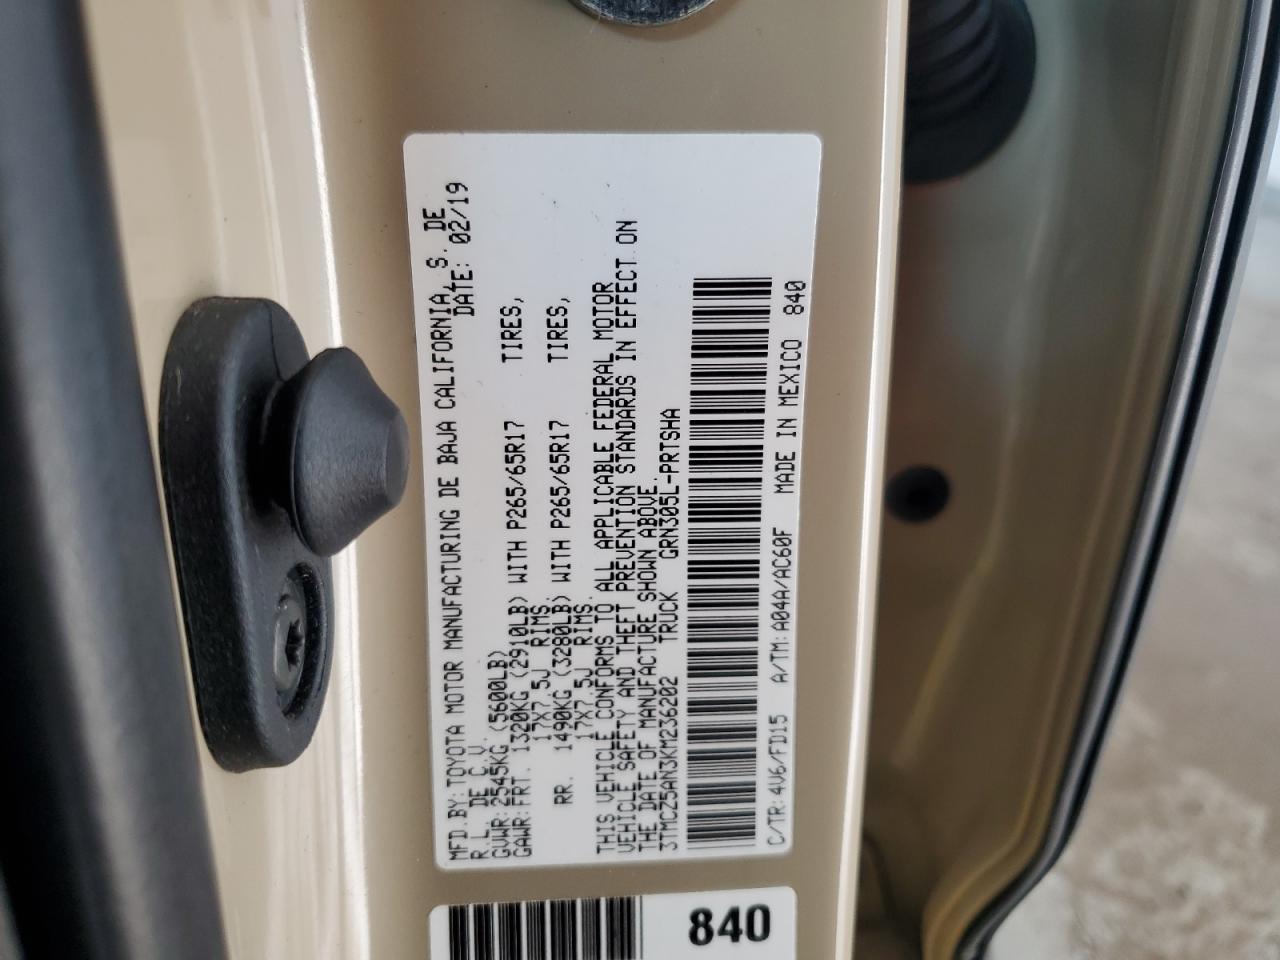 MFD.BY: TOYOTA MOTOR MANUFACTURING DE BAJA CALIFORNIA, S. DE
R.L. DE C.V. DATE: 02/19
GVWR: 2545KG (5600LB)
GAWR: FRT. 1320KG (2910LB) WITH P265/65R17 TIRES,
17X7.5J RIMS.
RR. 1490KG (3280LB) WITH P265/65R17 TIRES,
17X7.5J RIMS.
THIS VEHICLE CONFORMS TO ALL APPLICABLE FEDERAL MOTOR
VEHICLE SAFETY AND THEFT PREVENTION STANDARDS IN EFFECT ON
THE DATE OF MANUFACTURE SHOWN ABOVE.
3TMCZ5AN3KM236202 TRUCK GRN305L-PRTSHA
C/TR: 4V6/FD15 A/TM: A04A/AC60F MADE IN MEXICO 840
840